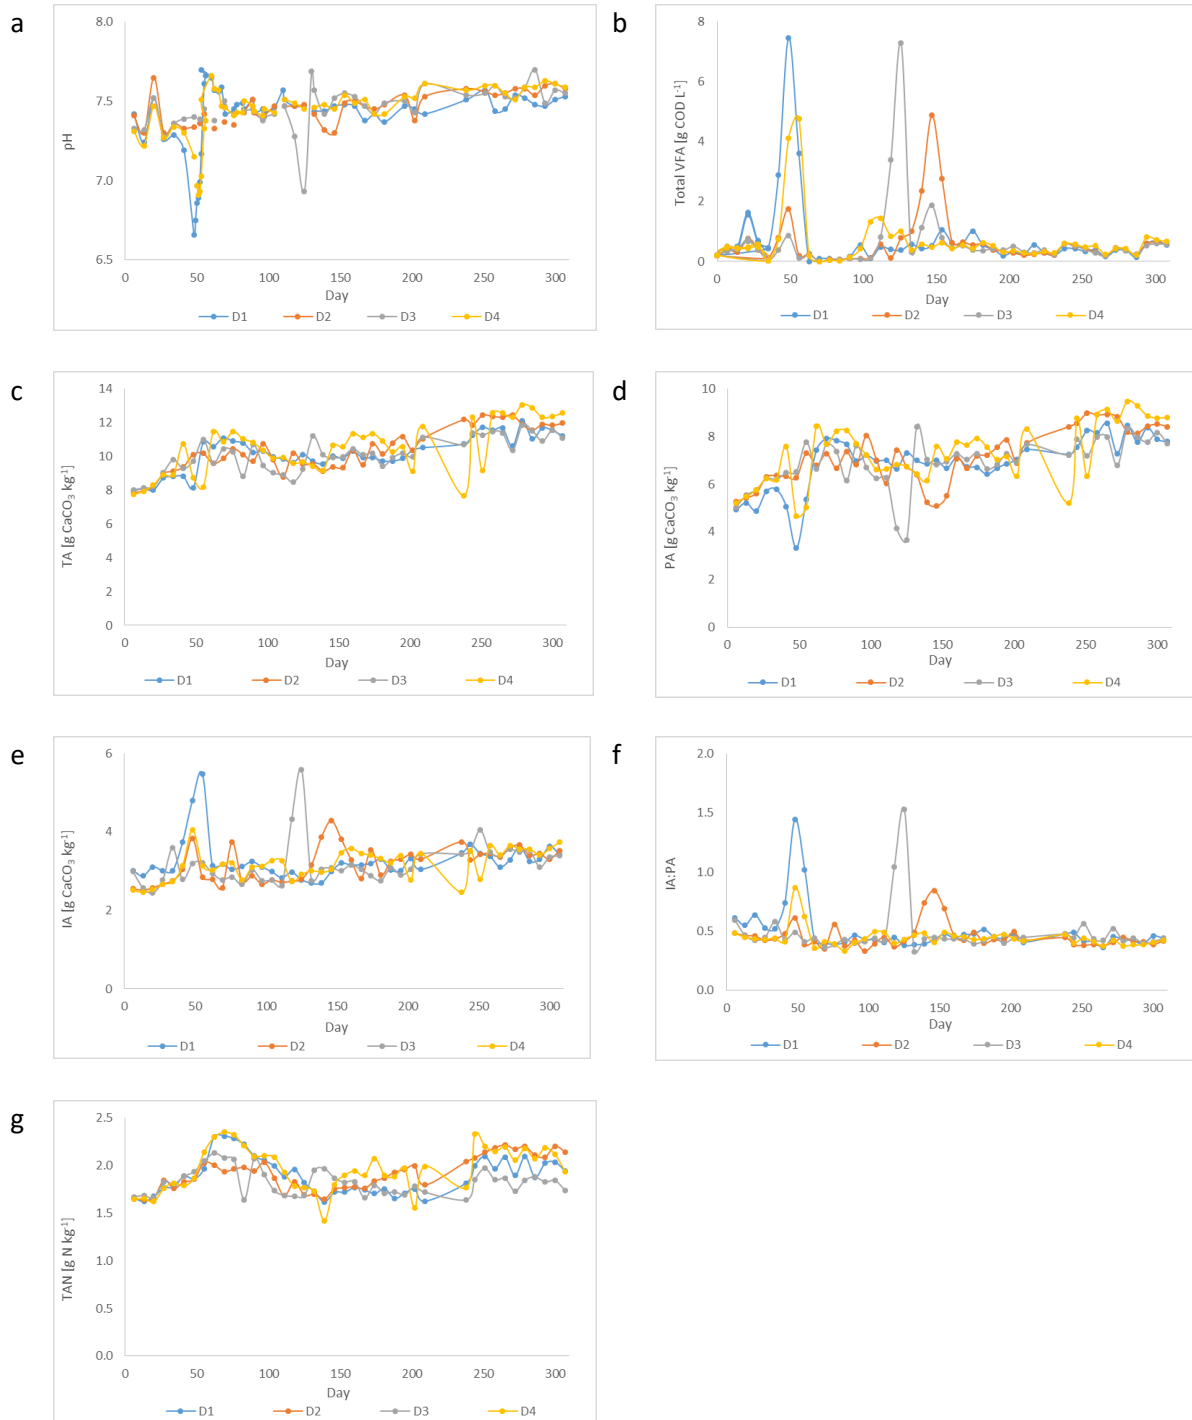 a
8.0
7.5
7.0
6.5
pH
0 50 100 150 200 250 300
Day
D1 D2 D3 D4
b
8
6
4
2
0
Total VFA [g COD L⁻¹]
0 50 100 150 200 250 300
Day
D1 D2 D3 D4
c
14
12
10
8
6
4
2
0
TA [g CaCO₃ kg⁻¹]
0 50 100 150 200 250 300
Day
D1 D2 D3 D4
d
10
8
6
4
2
0
PA [g CaCO₃ kg⁻¹]
0 50 100 150 200 250 300
Day
D1 D2 D3 D4
e
6
4
2
0
IA [g CaCO₃ kg⁻¹]
0 50 100 150 200 250 300
Day
D1 D2 D3 D4
f
2.0
1.5
1.0
0.5
0.0
IA:PA
0 50 100 150 200 250 300
Day
D1 D2 D3 D4
g
2.5
2.0
1.5
1.0
0.5
0.0
TAN [g N kg⁻¹]
0 50 100 150 200 250 300
Day
D1 D2 D3 D4